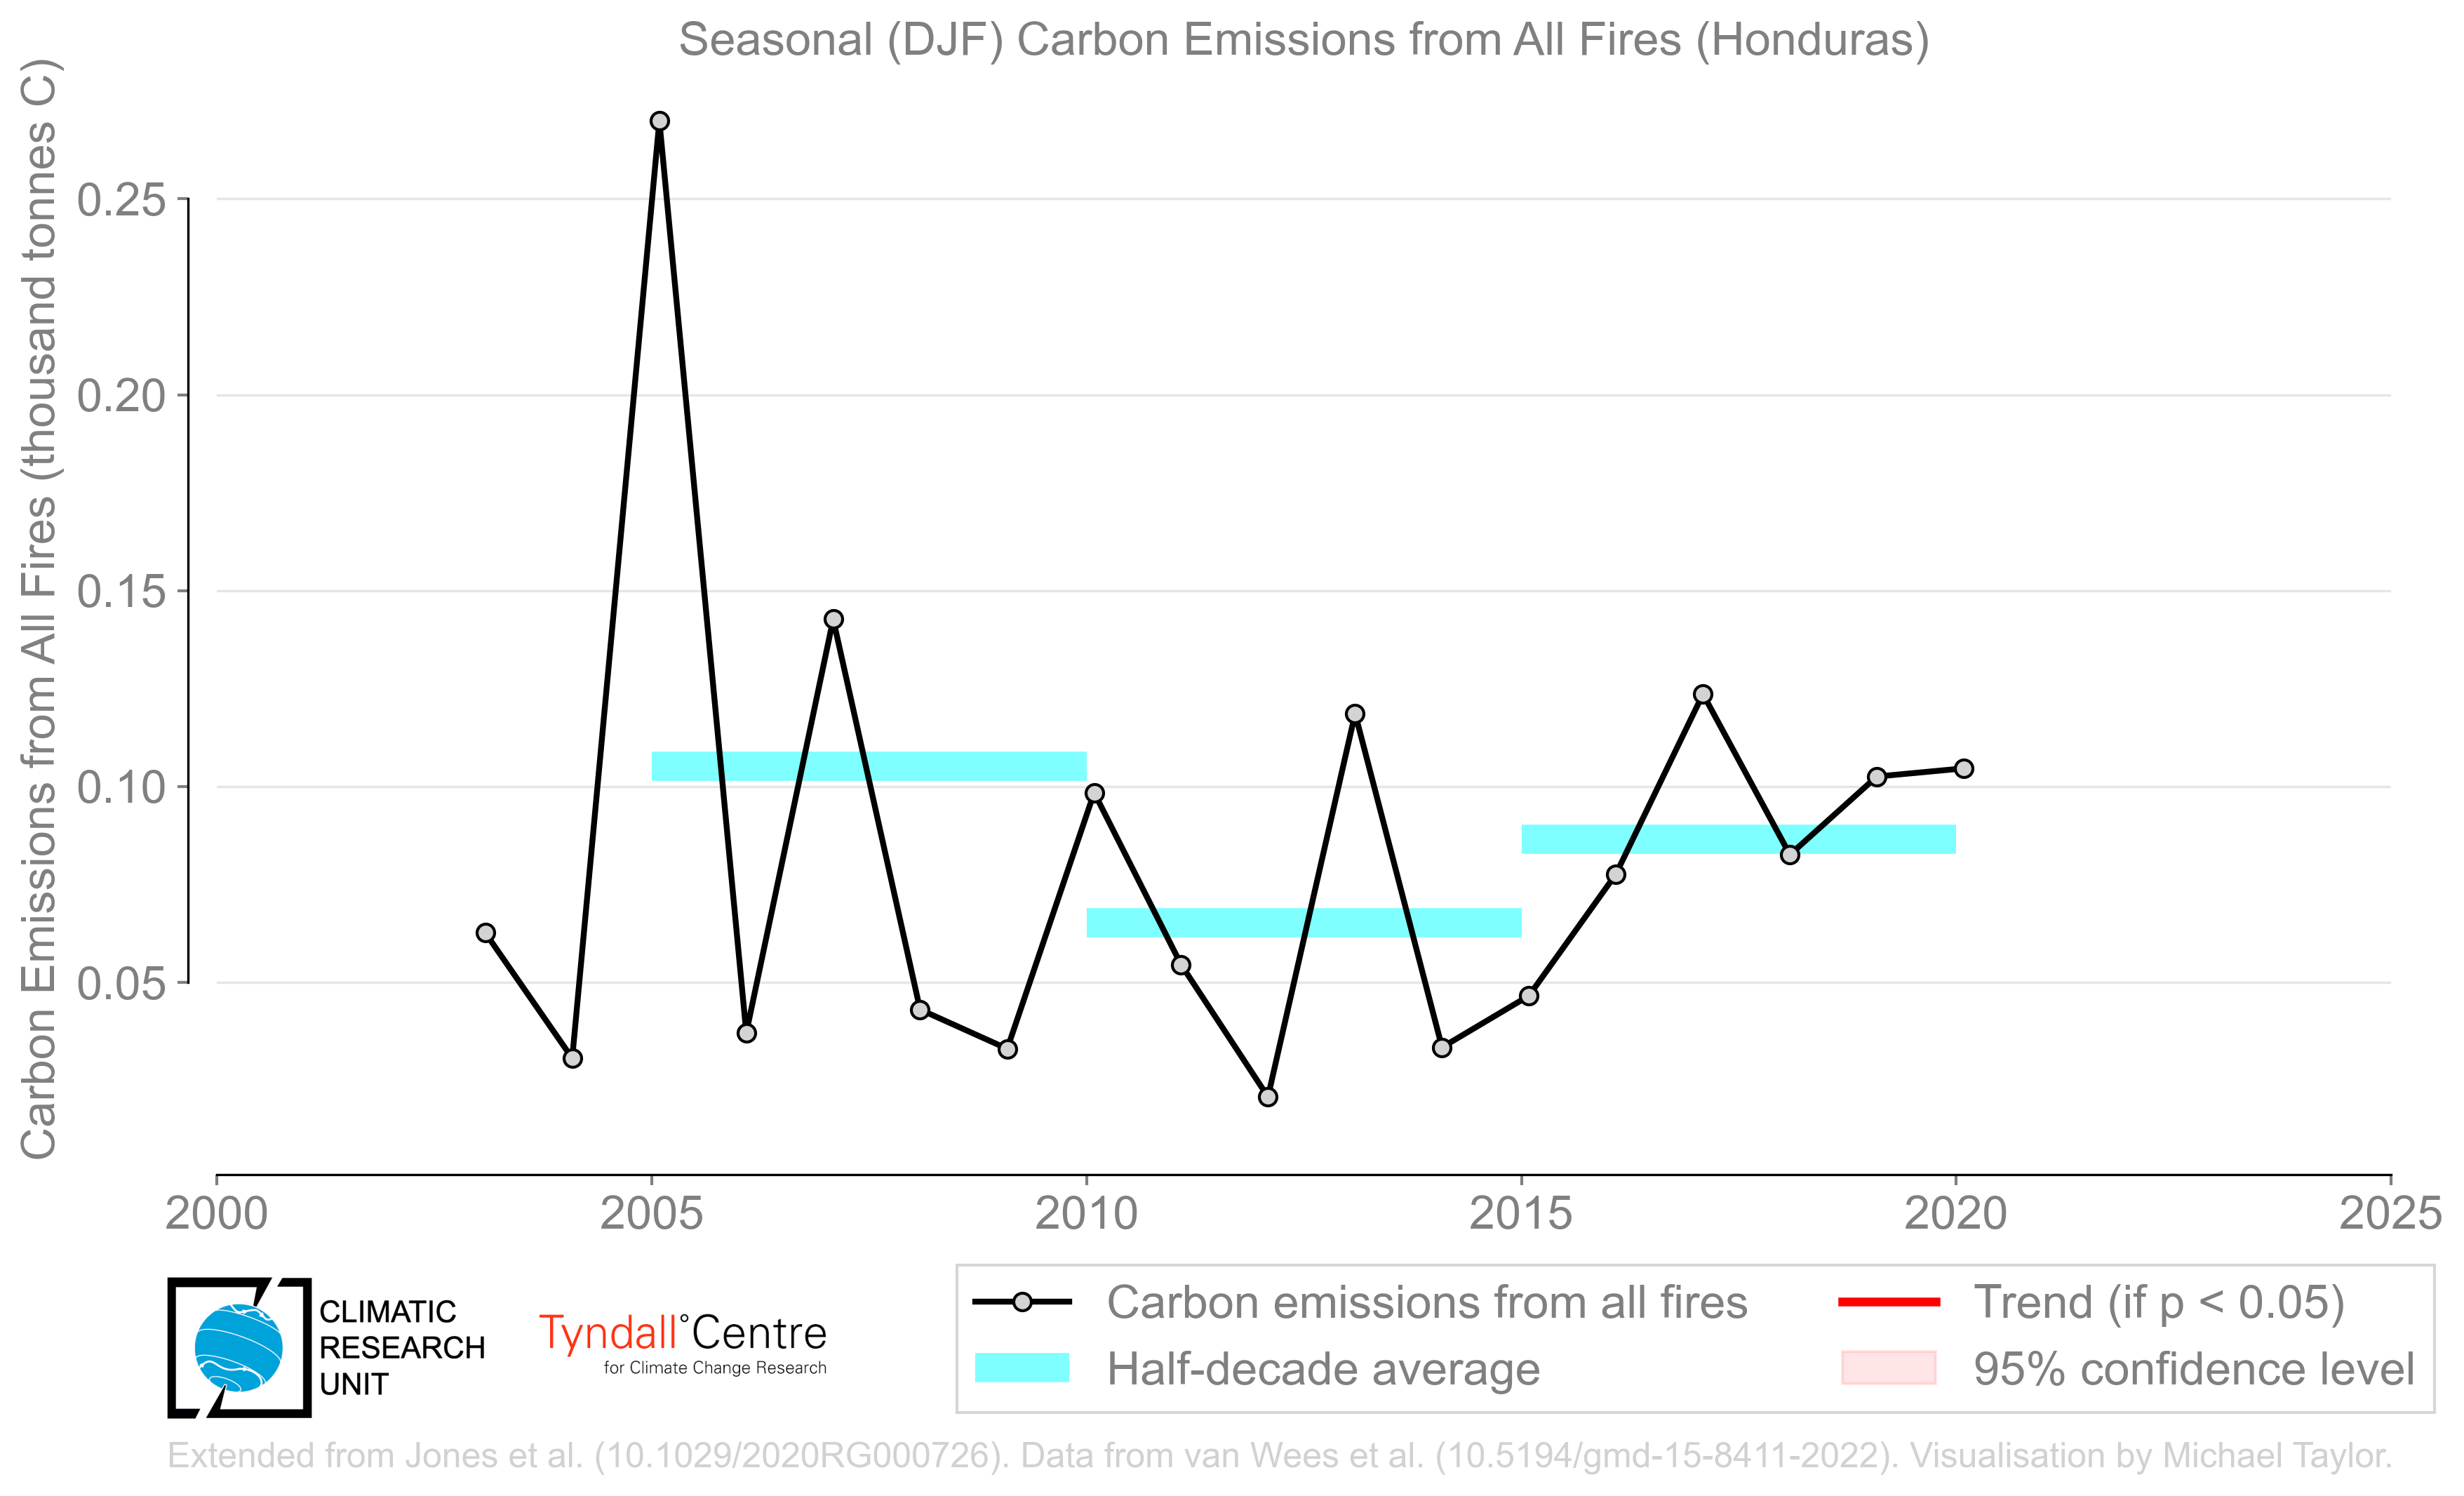 Seasonal (DJF) Carbon Emissions from All Fires (Honduras)
Carbon Emissions from All Fires (thousand tonnes C)
0.25
0.20
0.15
0.10
0.05
2000 2005 2010 2015 2020 2025
CLIMATIC
RESEARCH
UNIT
Tyndall°Centre
for Climate Change Research
Carbon emissions from all fires
Half-decade average
Trend (if p < 0.05)
95% confidence level
Extended from Jones et al. (10.1029/2020RG000726). Data from van Wees et al. (10.5194/gmd-15-8411-2022). Visualisation by Michael Taylor.